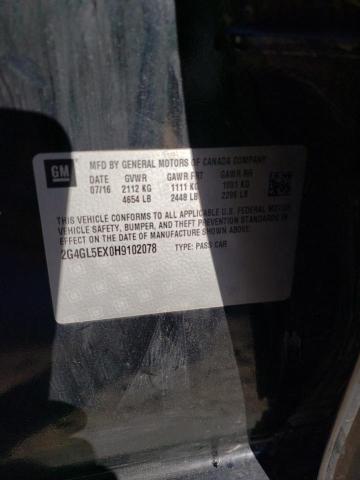 GM
MFD BY GENERAL MOTORS OF CANADA COMPANY
DATE GVWR GAWR FRT GAWR RR
07/16 2112 KG 1111 KG 1001 KG
4654 LB 2448 LB 2206 LB
THIS VEHICLE CONFORMS TO ALL APPLICABLE U.S. FEDERAL MOTOR
VEHICLE SAFETY, BUMPER, AND THEFT PREVENTION STANDARDS IN
EFFECT ON THE DATE OF MANUFACTURE SHOWN ABOVE.
2G4GL5EX0H9102078 TYPE: PASS CAR